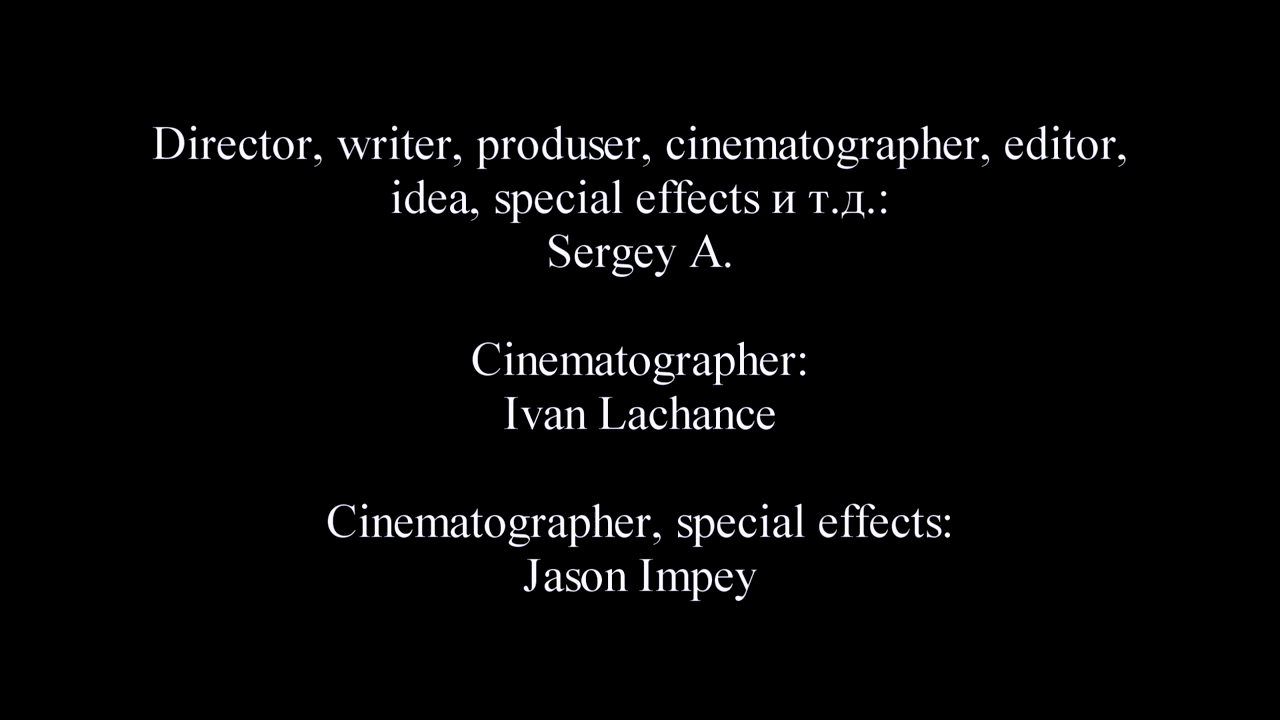 Director, writer, produser, cinematographer, editor,
idea, special effects и т.д.:
Sergey A.
Cinematographer:
Ivan Lachance
Cinematographer, special effects:
Jason Impey